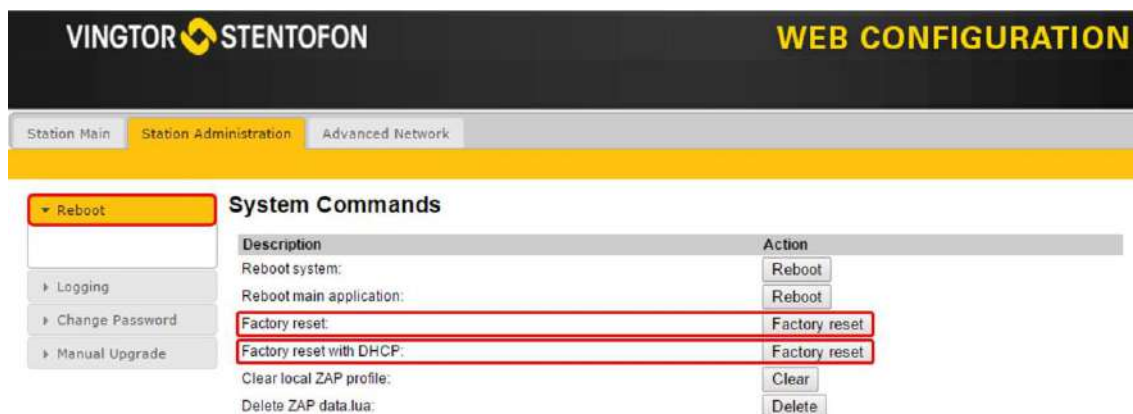 VINGTOR STENTOFON
WEB CONFIGURATION
Station Main Station Administration Advanced Network
Reboot
Logging
Change Password
Manual Upgrade
System Commands
Description Action
Reboot system: Reboot
Reboot main application: Reboot
Factory reset: Factory reset
Factory reset with DHCP: Factory reset
Clear local ZAP profile: Clear
Delete ZAP data.lua: Delete